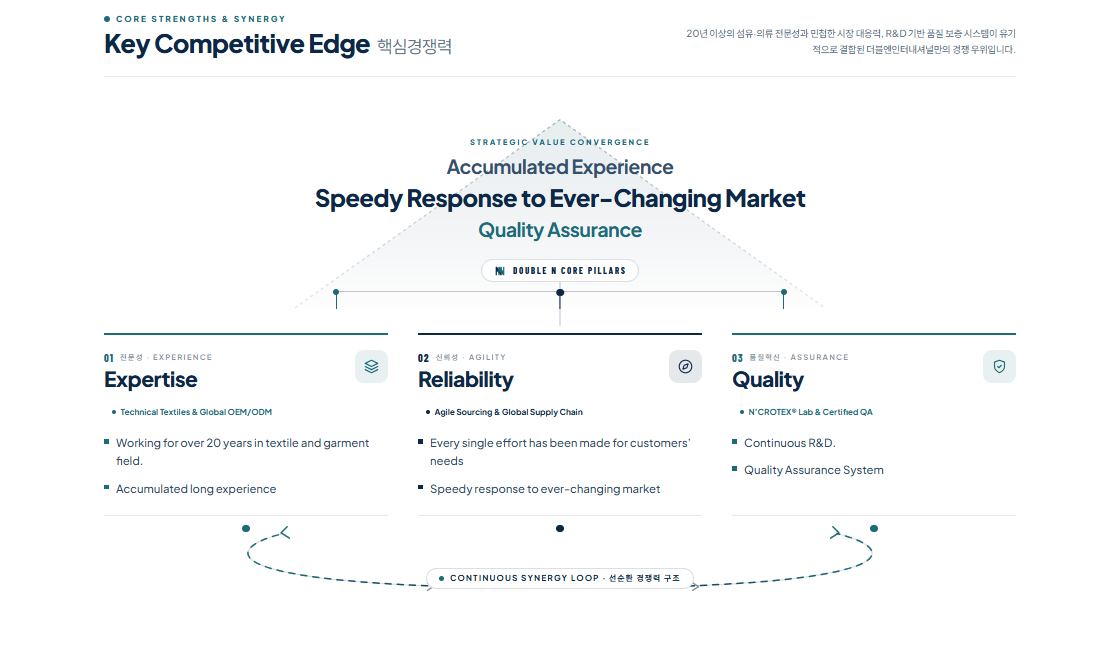 CORE STRENGTHS & SYNERGY
Key Competitive Edge 핵심경쟁력
20년 이상의 섬유·의류 전문성과 민첩한 시장 대응력, R&D 기반 품질 보증 시스템이 유기
적으로 결합된 더블엔인터내셔널만의 경쟁 우위입니다.
STRATEGIC VALUE CONVERGENCE
Accumulated Experience
Speedy Response to Ever-Changing Market
Quality Assurance
DOUBLE N CORE PILLARS
01 전문성 · EXPERIENCE
Expertise
Technical Textiles & Global OEM/ODM
Working for over 20 years in textile and garment
field.
Accumulated long experience
02 신뢰성 · AGILITY
Reliability
Agile Sourcing & Global Supply Chain
Every single effort has been made for customers'
needs
Speedy response to ever-changing market
03 품질혁신 · ASSURANCE
Quality
N'CROTEX® Lab & Certified QA
Continuous R&D.
Quality Assurance System
CONTINUOUS SYNERGY LOOP · 선순환 경쟁력 구조